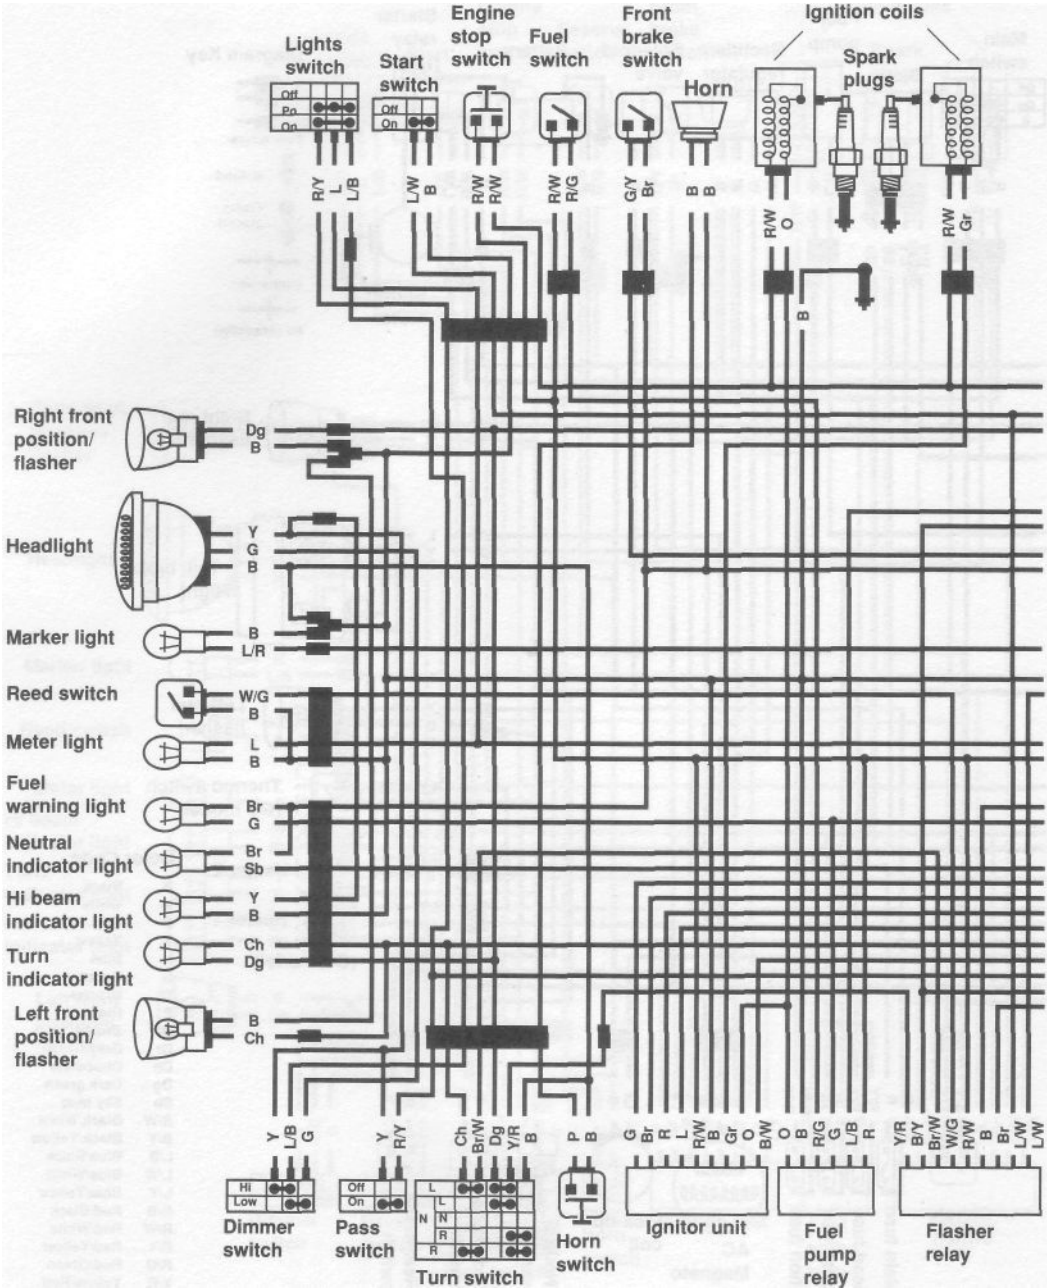 Lights
switch
Start
switch
Engine
stop
switch
Fuel
switch
Front
brake
switch
Horn
Ignition coils
Spark
plugs
Off
Po
On
Off
On
R/Y
L
L/B
L/W
B
R/W
R/W
R/W
R/G
G/Y
Br
B
B
R/W
O
R/W
Gr
B
Right front
position/
flasher
Dg
B
Headlight
Y
G
B
Marker light
B
L/R
Reed switch
W/G
B
Meter light
L
B
Fuel
warning light
Br
G
Neutral
indicator light
Br
Sb
Hi beam
indicator light
Y
B
Turn
indicator light
Ch
Dg
Left front
position/
flasher
B
Ch
Y
L/B
G
Y
R/Y
Ch
Br/W
Dg
Y/R
B
P
B
G
Br
R
L
R/W
B
Gr
O
B/W
O
B
R/G
G
L/B
R
Y/R
B/Y
Br/W
W/G
R/W
B
Br
L/W
L/W
Hi
Low
Dimmer
switch
Off
On
Pass
switch
L
L
N N
R
R
Turn switch
Horn
switch
Ignitor unit
Fuel
pump
relay
Flasher
relay